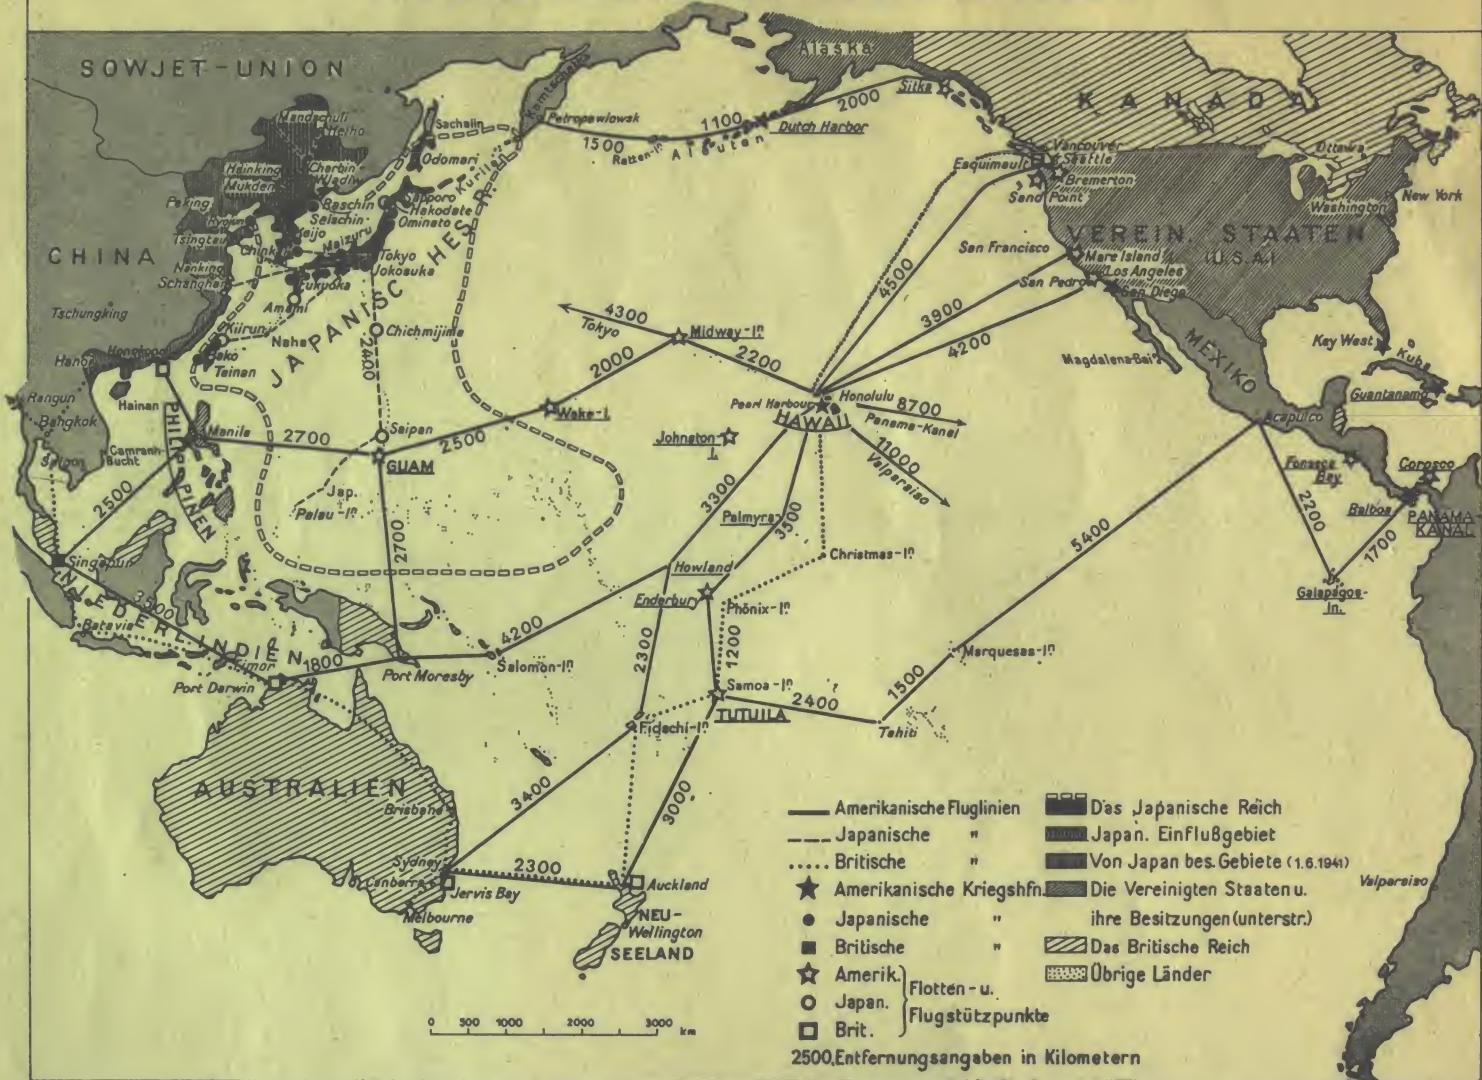 SOWJET-UNION
Alaska
Sitka
KANADA
Kamtschatka
Petropawlowsk
1500
Ratten-In
1100
Alëuten
Dutch Harbor
2000
Mandschuli
Heiho
Sachalin
Odomari
Kurilen
Hsinking
Charbin
Mukden
Wladiw.
Peking
Ryojun
Raschin
Seischin
Sapporo
Hakodate
Ominato
Tsingtau
Keijo
Maizuru
Chinkai
Tokyo
Jokosuka
CHINA
Nanking
Schanghai
Fukuoka
Amami
JAPANISCHES R.
Tschungking
Kiirun
Naha
Chichmijima
2400
Hanoi
Hongkong
Bako
Teinan
Rangun
Hainan
Bangkok
PHILIPPINEN
Manila
2700
Saipan
GUAM
2500
Wake-I.
Camranh-
Bucht
Saigon
2500
Jap.
Palau-In
2700
Singapur
3500
NIEDERL. INDIEN
Batavia
Timor
1800
Port Darwin
Port Moresby
4200
Salomon-In
4300
Tokyo
Midway-In
2000
2200
Vancouver
Esquimault
Seattle
Bremerton
Sand Point
Ottawa
New York
Washington
VEREIN. STAATEN
(U.S.A)
San Francisco
Mare Island
Los Angeles
San Pedro
San Diego
4500
3900
4200
Magdalena-Bai
MEXIKO
Key West
Kuba
Guantanamo
Pearl Harbour
Honolulu
HAWAII
8700
Panama-Kanal
11000
Valparaiso
Johnston
I.
3300
Palmyra
3500
Christmas-In
Howland
Enderbury
Phönix-In
2300
1200
Samoa-In
TUTUILA
Fidschi-In
2400
Tahiti
1500
Marquesas-In
5400
Acapulco
Fonseca
Bay
Corosco
Balboa
PANAMA
KANAL
2200
1700
Galapagos-
In.
AUSTRALIEN
Brisbane
3400
3000
Sydney
Canberra
Jervis Bay
Melbourne
2300
Auckland
NEU-
Wellington
SEELAND
Valparaiso
Amerikanische Fluglinien
Japanische "
Britische "
Amerikanische Kriegshfn.
Japanische "
Britische "
Amerik.
Japan.
Brit.
Flotten- u.
Flugstützpunkte
2500 Entfernungsangaben in Kilometern
Das Japanische Reich
Japan. Einflußgebiet
Von Japan bes. Gebiete (1.6.1941)
Die Vereinigten Staaten u.
ihre Besitzungen (unterstr.)
Das Britische Reich
Übrige Länder
0 500 1000 2000 3000
km